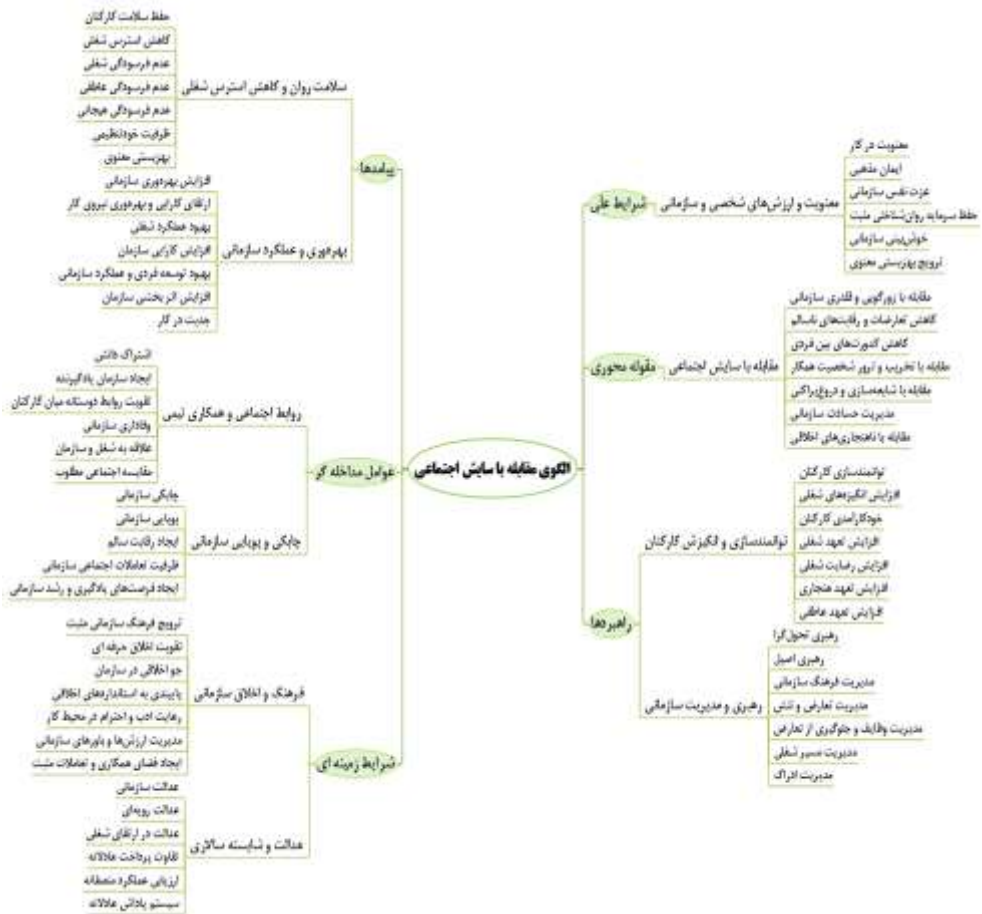 الگوی مقابله با سایش اجتماعی
شرایط علی
معنویت و ارزش‌های شخصی و سازمانی
معنویت در کار
ایمان مذهبی
عزت نفس سازمانی
حفظ سرمایه روان‌شناختی مثبت
خوش‌بینی سازمانی
ترویج بهزیستی معنوی
مقوله محوری
مقابله با سایش اجتماعی
مقابله با زورگویی و قلدری سازمانی
کاهش تعارضات و رقابت‌های ناسالم
کاهش کدورت‌های بین فردی
مقابله با تخریب و ترور شخصیت همکار
مقابله با شایعه‌سازی و دروغ‌پراکنی
مدیریت حسادت سازمانی
مقابله با ناهنجاری‌های اخلاقی
راهبردها
توانمندسازی و انگیزش کارکنان
توانمندسازی کارکنان
افزایش انگیزه‌های شغلی
خودکارآمدی کارکنان
افزایش تعهد شغلی
افزایش رضایت شغلی
افزایش تعهد هنجاری
افزایش تعهد عاطفی
رهبری و مدیریت سازمانی
رهبری تحول‌گرا
رهبری اصیل
مدیریت فرهنگ سازمانی
مدیریت تعارض و تنش
مدیریت وظایف و جلوگیری از تعارض
مدیریت مسیر شغلی
مدیریت ادراک
پیامدها
سلامت روان و کاهش استرس شغلی
حفظ سلامت کارکنان
کاهش استرس شغلی
عدم فرسودگی شغلی
عدم فرسودگی عاطفی
عدم فرسودگی هیجانی
ظرفیت خودتنظیمی
بهزیستی معنوی
بهره‌وری و عملکرد سازمانی
افزایش بهره‌وری سازمانی
ارتقای کارایی و بهره‌وری نیروی کار
بهبود عملکرد شغلی
افزایش کارایی سازمان
بهبود توسعه فردی و عملکرد سازمانی
افزایش اثر بخشی سازمان
جدیت در کار
عوامل مداخله گر
روابط اجتماعی و همکاری تیمی
اشتراک دانش
ایجاد سازمان یادگیرنده
تقویت روابط دوستانه میان کارکنان
وفاداری سازمانی
علاقه به شغل و سازمان
مقایسه اجتماعی مطلوب
چابکی و پویایی سازمانی
چابکی سازمانی
پویایی سازمانی
ایجاد رقابت سالم
ظرفیت تعاملات اجتماعی سازمانی
ایجاد فرصت‌های یادگیری و رشد سازمانی
شرایط زمینه ای
فرهنگ و اخلاق سازمانی
ترویج فرهنگ سازمانی مثبت
تقویت اخلاق حرفه ای
جو اخلاقی در سازمان
پایبندی به استانداردهای اخلاقی
رعایت ادب و احترام در محیط کار
مدیریت ارزش‌ها و باورهای سازمانی
ایجاد فضای همکاری و تعاملات مثبت
عدالت و شایسته سالاری
عدالت سازمانی
عدالت رویه‌ای
عدالت در ارتقای شغلی
تفاوت پرداخت عادلانه
ارزیابی عملکرد منصفانه
سیستم پاداش عادلانه